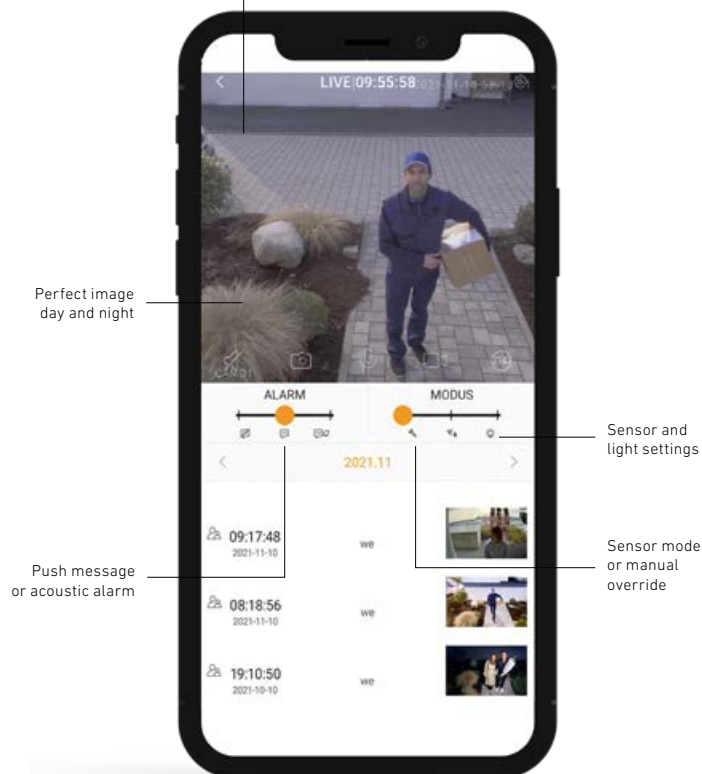 LIVE|09:55:58
Perfect image
day and night
CAM01
ALARM
MODUS
Sensor and
light settings
2021.11
09:17:48
2021-11-10
we
Sensor mode
or manual
override
Push message
or acoustic alarm
08:18:56
2021-11-10
we
19:10:50
2021-10-10
we